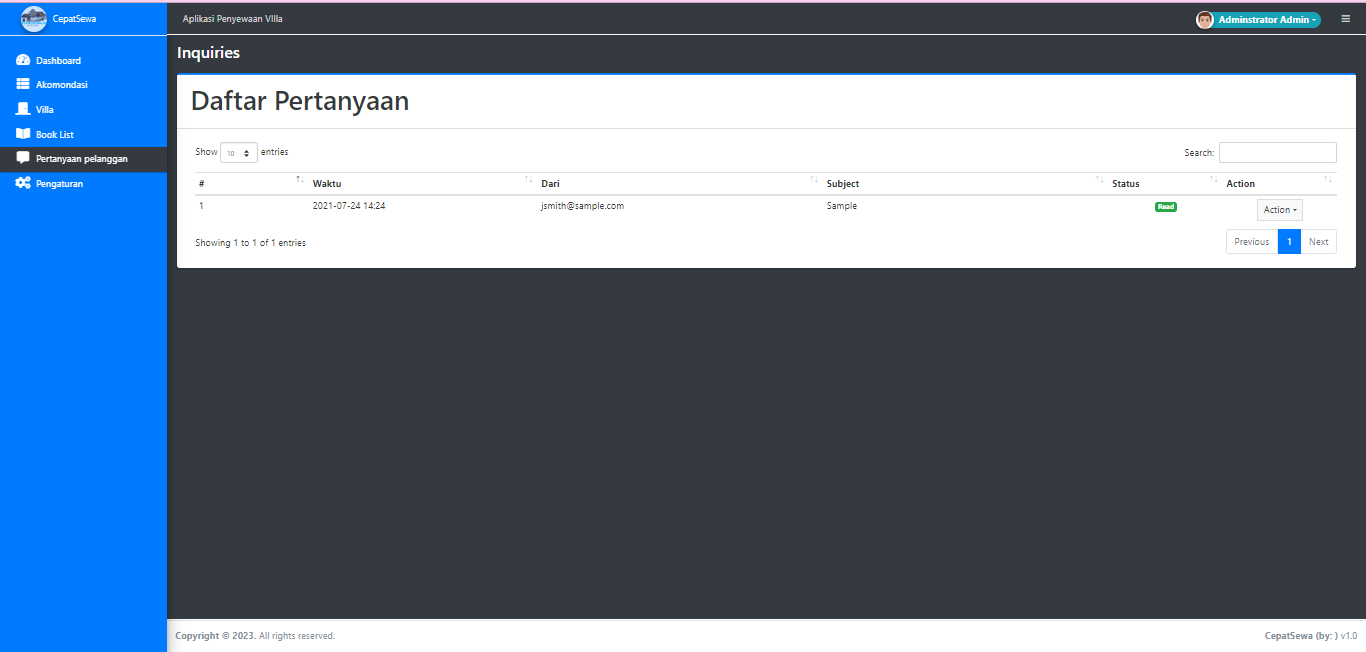 CepatSewa
Aplikasi Penyewaan VIlla
Adminstrator Admin
Dashboard
Akomondasi
Villa
Book List
Pertanyaan pelanggan
Pengaturan
Inquiries
Daftar Pertanyaan
Show 10 entries
Search:
# Waktu Dari Subject Status Action
1 2021-07-24 14:24 jsmith@sample.com Sample Read Action
Showing 1 to 1 of 1 entries
Previous 1 Next
Copyright © 2023. All rights reserved.
CepatSewa (by: ) v1.0